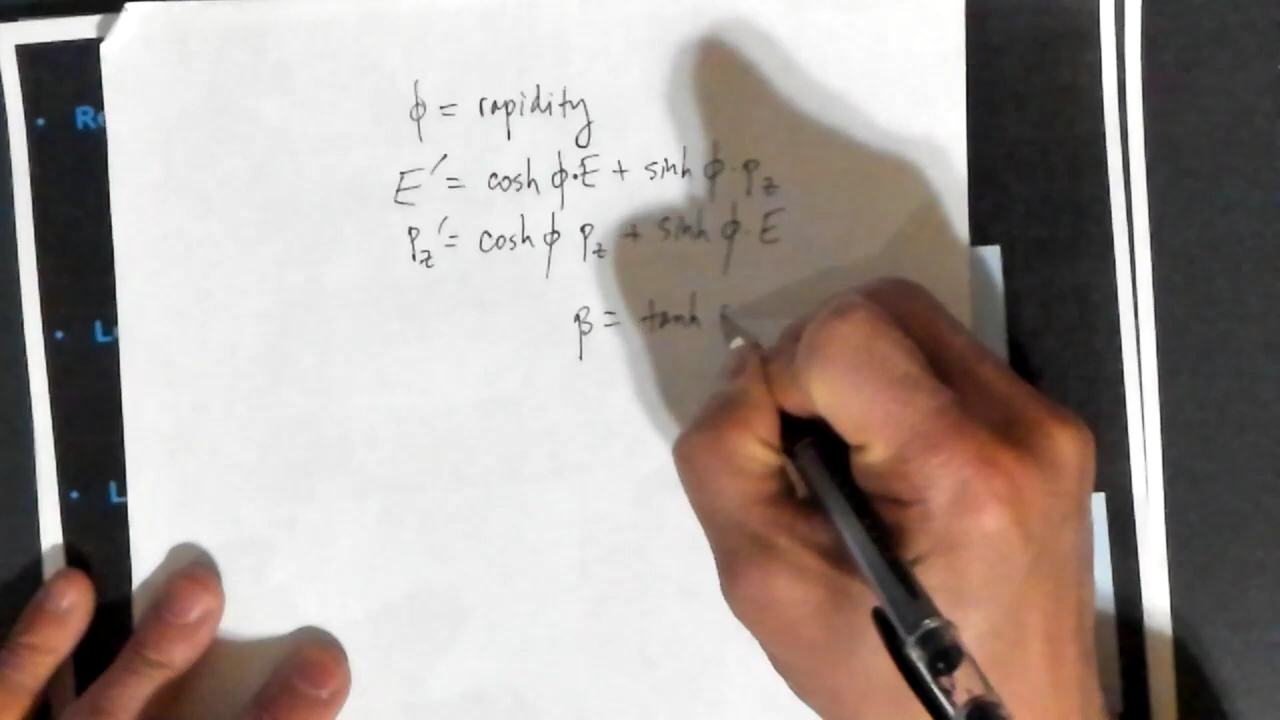 ϕ = rapidity
E′ = cosh ϕ·E + sinh ϕ·p_z
p_z′ = cosh ϕ p_z + sinh ϕ·E
β = tanh